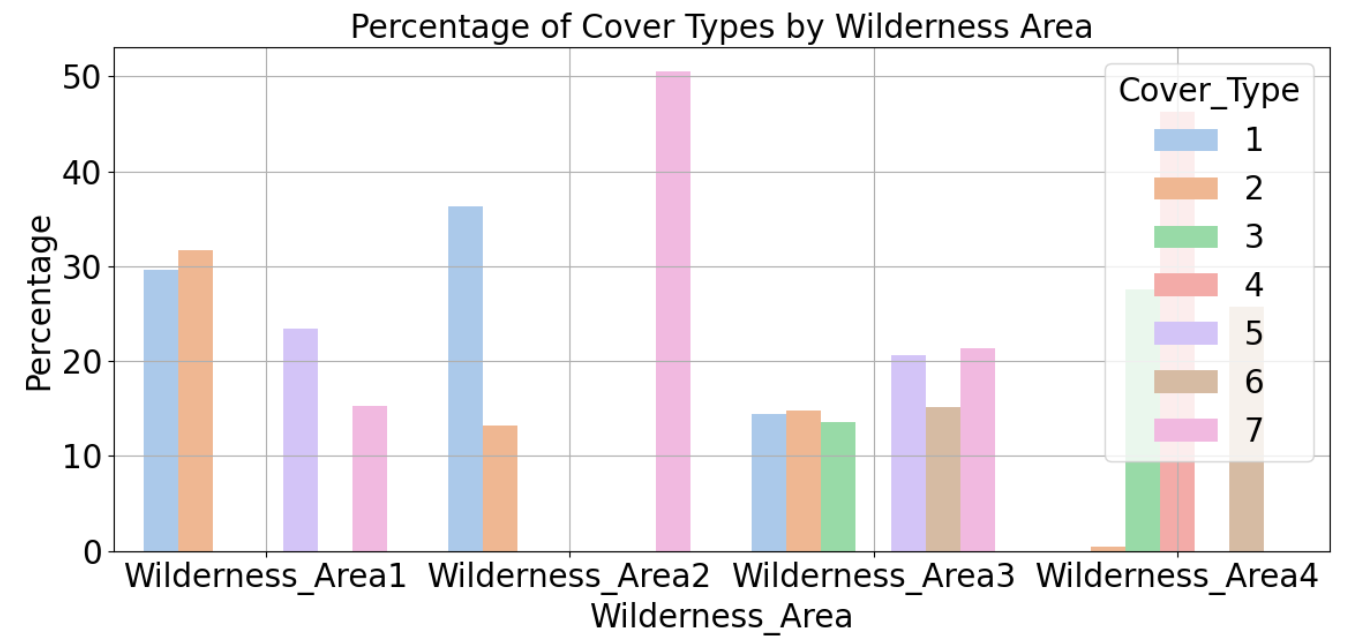 Percentage of Cover Types by Wilderness Area
Percentage
50
40
30
20
10
0
Cover_Type
1
2
3
4
5
6
7
Wilderness_Area1 Wilderness_Area2 Wilderness_Area3 Wilderness_Area4
Wilderness_Area